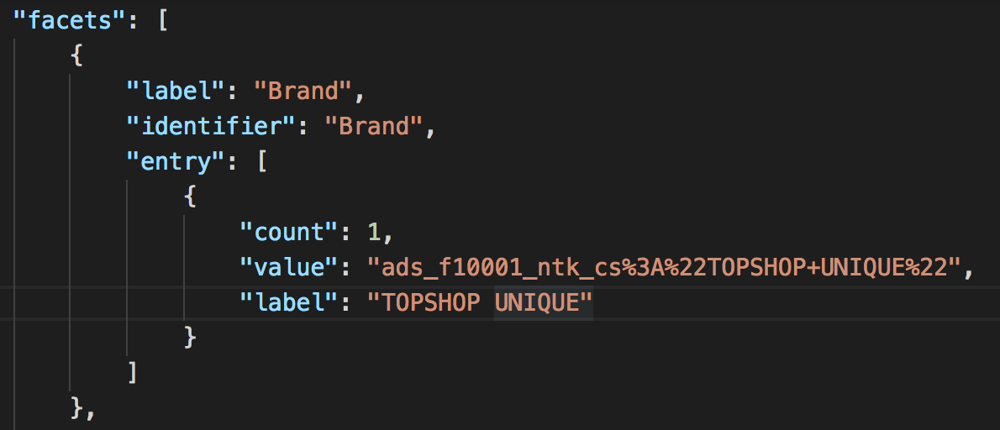 "facets": [
{
"label": "Brand",
"identifier": "Brand",
"entry": [
{
"count": 1,
"value": "ads_f10001_ntk_cs%3A%22TOPSHOP+UNIQUE%22",
"label": "TOPSHOP UNIQUE"
}
]
},